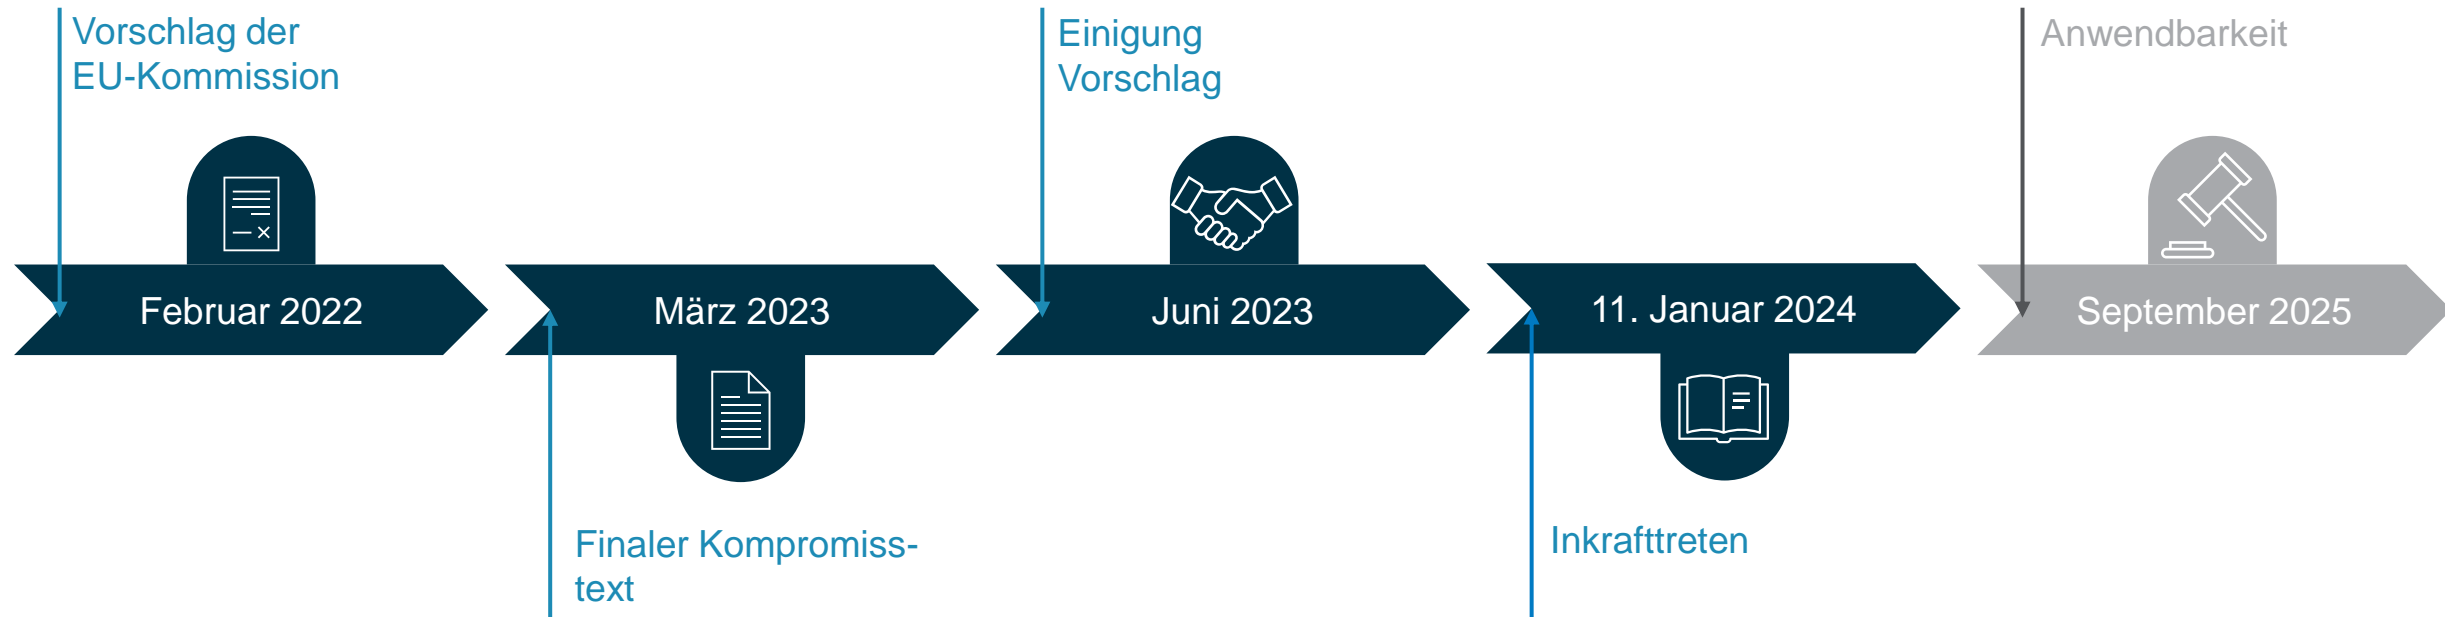 Vorschlag der
EU-Kommission
Februar 2022
März 2023
Finaler Kompromiss-
text
Einigung
Vorschlag
Juni 2023
11. Januar 2024
Inkrafttreten
Anwendbarkeit
September 2025